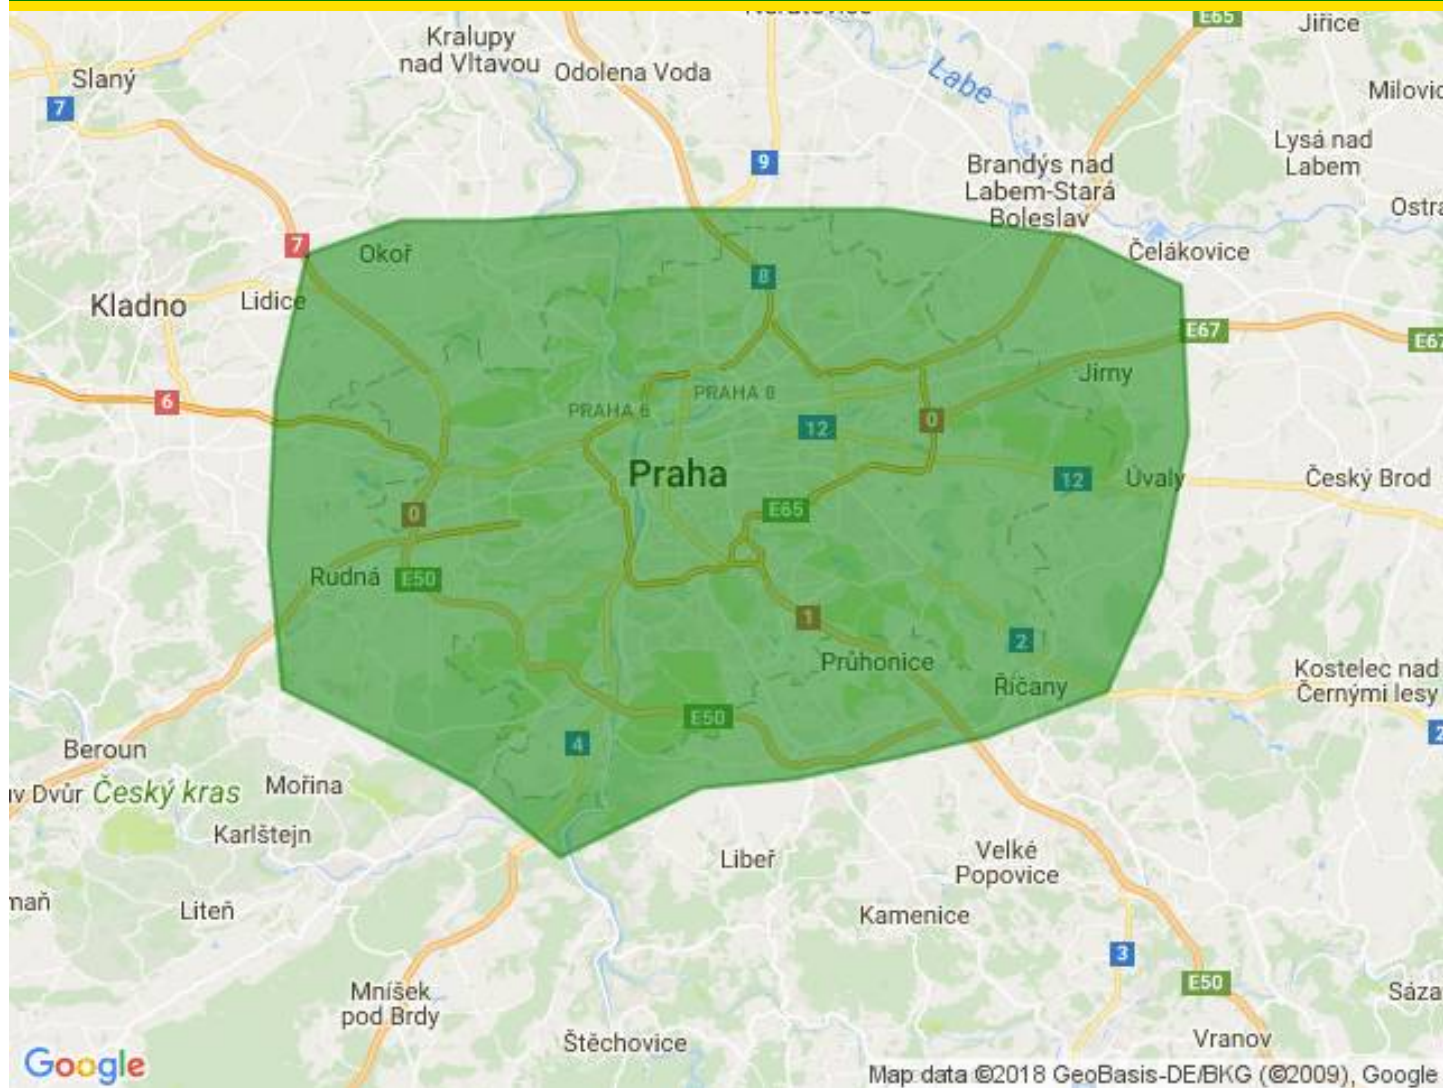 E65
Jiřice
Kralupy
nad Vltavou
Odolena Voda
Slaný
7
Labe
Milovic
9
Lysá nad
Labem
Brandýs nad
Labem-Stará
Boleslav
Ostra
7
Okoř
Čelákovice
8
Kladno
Lidice
E67
E67
Jirny
6
PRAHA 8
PRAHA 6
12
0
Praha
12
Úvaly
Český Brod
E65
0
Rudná
E50
1
2
Průhonice
Říčany
Kostelec nad
Černými lesy
E50
4
2
Beroun
Mořina
uv Dvůr
Český kras
Karlštejn
Libeř
Velké
Popovice
maň
Liteň
Kamenice
3
E50
Mníšek
pod Brdy
Sáza
Štěchovice
Vranov
Google
Map data ©2018 GeoBasis-DE/BKG (©2009), Google